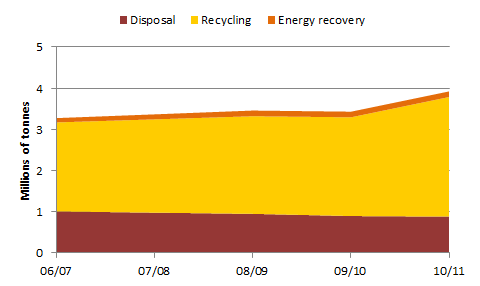 Disposal Recycling Energy recovery
5
4
3
2
1
0
Millions of tonnes
06/07 07/08 08/09 09/10 10/11